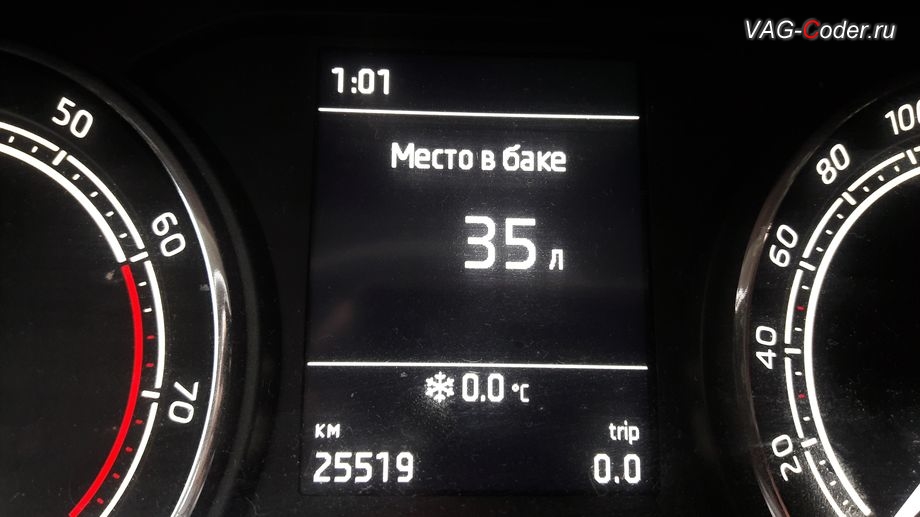 VAG-Coder.ru
1:01
Место в баке
35 л
0.0 °C
км trip
25519 0.0
50
60
70
100
80
60
40
20